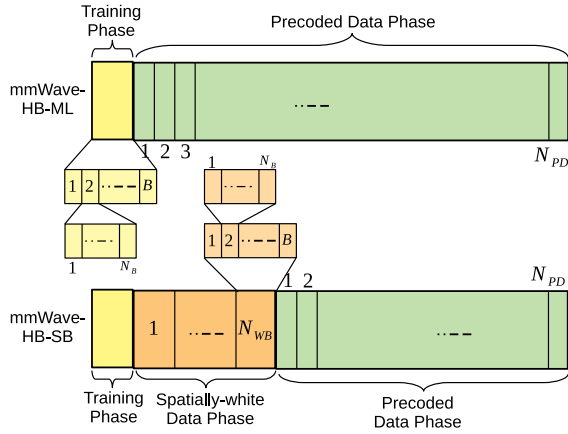 Training
Phase
Precoded Data Phase
mmWave-
HB-ML
1 2 3
N_PD
1 2 B
1 N_B
1 N_B
1 2 B
1 2
N_PD
mmWave-
HB-SB
1 N_WB
Training
Phase
Spatially-white
Data Phase
Precoded
Data Phase